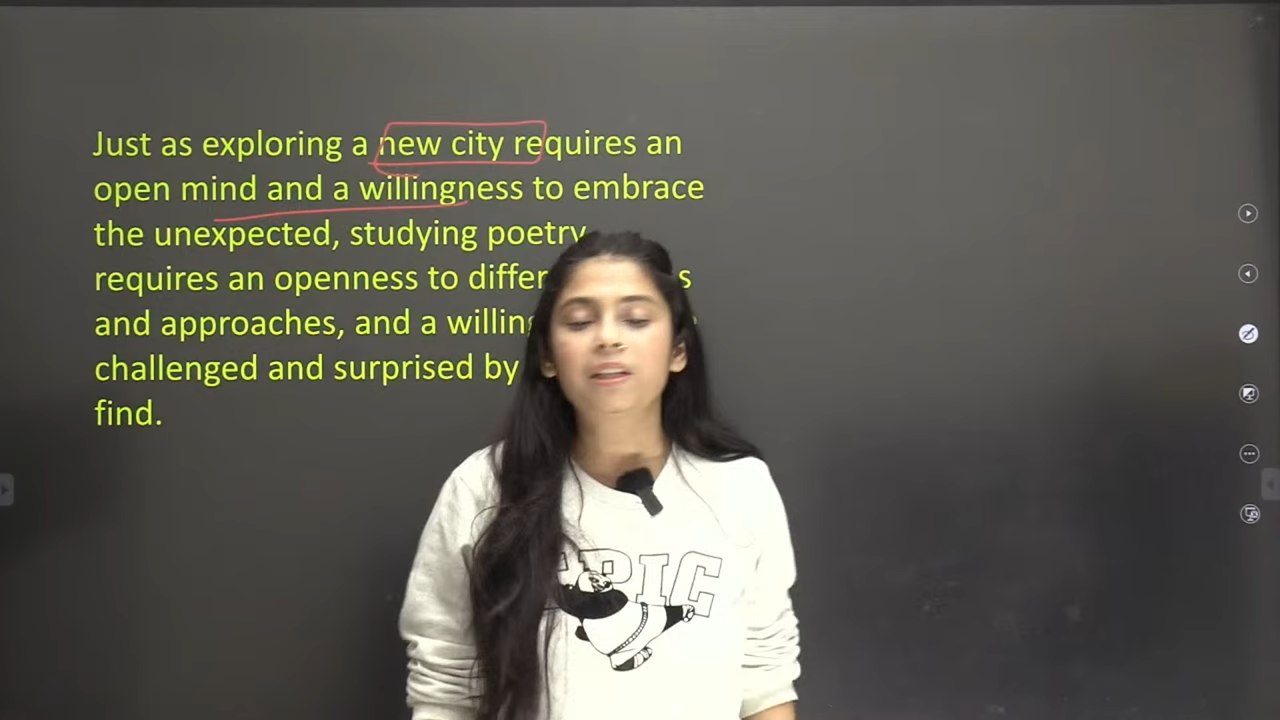 Just as exploring a new city requires an
open mind and a willingness to embrace
the unexpected, studying poetry
requires an openness to
and approaches, and a
challenged and surprised by
find.
EPIC